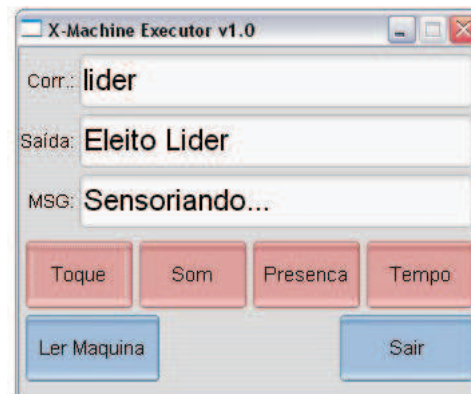 X-Machine Executor v1.0
Corr.: lider
Saída: Eleito Lider
MSG: Sensoriando...
Toque Som Presenca Tempo
Ler Maquina Sair